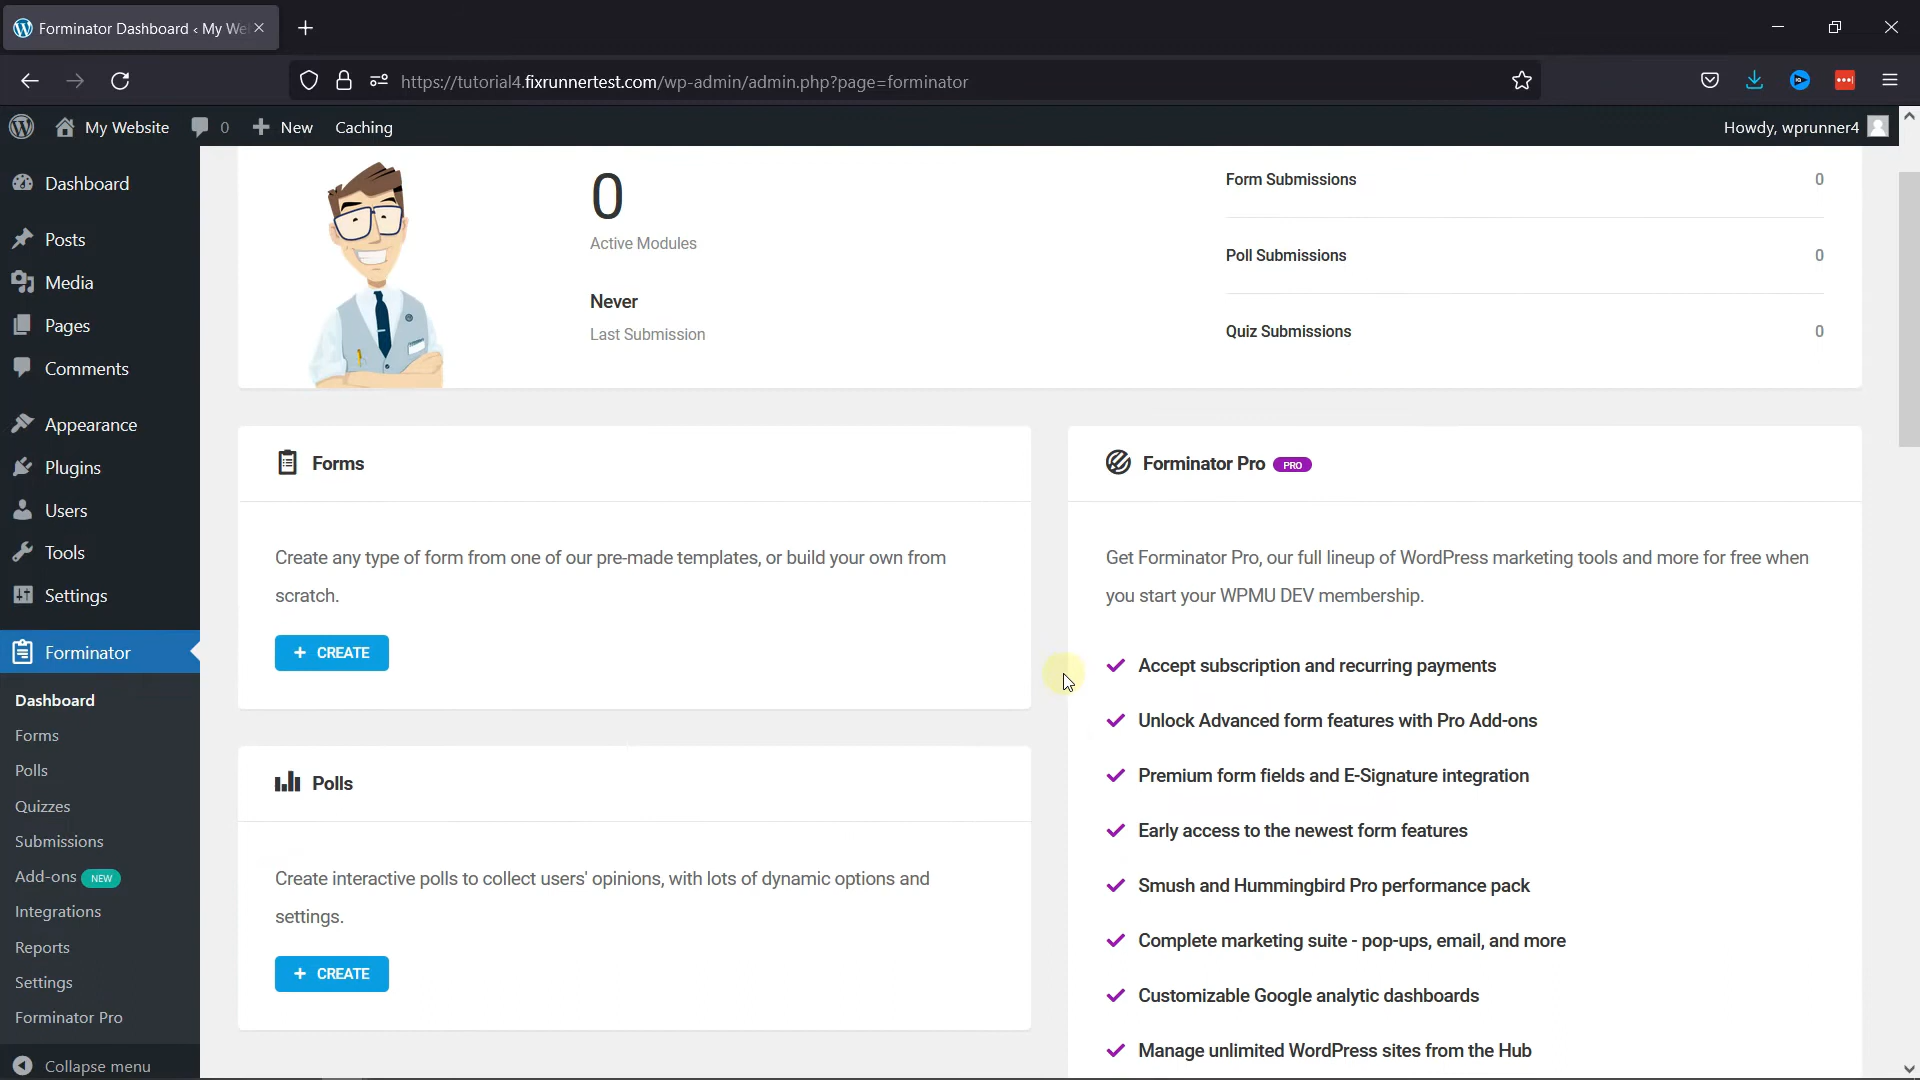 Forminator Dashboard ‹ My We
https://tutorial4.fixrunnertest.com/wp-admin/admin.php?page=forminator
My Website
0
New
Caching
Howdy, wprunner4
Dashboard
Posts
Media
Pages
Comments
Appearance
Plugins
Users
Tools
Settings
Forminator
Dashboard
Forms
Polls
Quizzes
Submissions
Add-ons NEW
Integrations
Reports
Settings
Forminator Pro
Collapse menu
0
Active Modules
Never
Last Submission
Form Submissions 0
Poll Submissions 0
Quiz Submissions 0
Forms
Create any type of form from one of our pre-made templates, or build your own from
scratch.
+ CREATE
Polls
Create interactive polls to collect users' opinions, with lots of dynamic options and
settings.
+ CREATE
Forminator Pro PRO
Get Forminator Pro, our full lineup of WordPress marketing tools and more for free when
you start your WPMU DEV membership.
Accept subscription and recurring payments
Unlock Advanced form features with Pro Add-ons
Premium form fields and E-Signature integration
Early access to the newest form features
Smush and Hummingbird Pro performance pack
Complete marketing suite - pop-ups, email, and more
Customizable Google analytic dashboards
Manage unlimited WordPress sites from the Hub